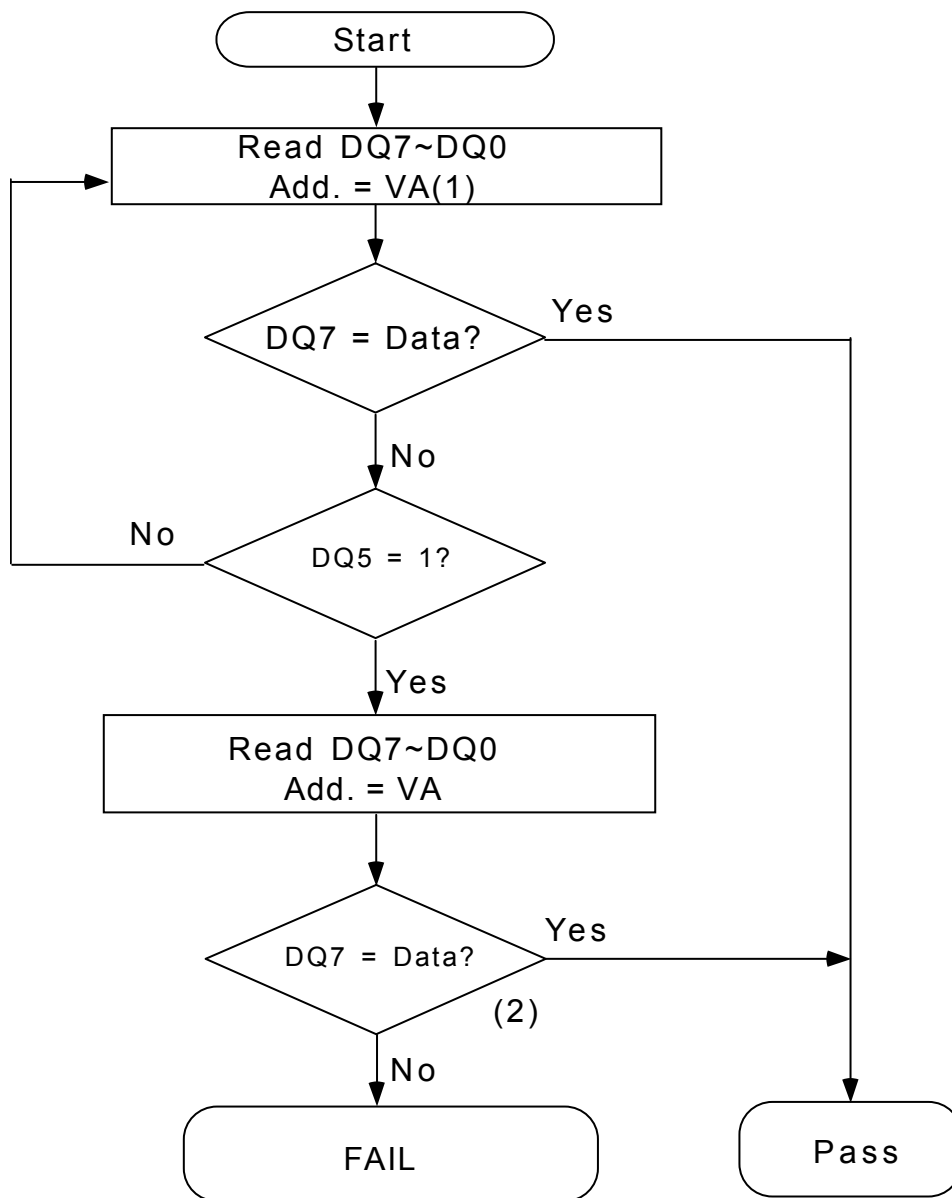 Start
Read DQ7~DQ0
Add. = VA(1)
DQ7 = Data?
Yes
No
No
DQ5 = 1?
Yes
Read DQ7~DQ0
Add. = VA
DQ7 = Data?
Yes
(2)
No
FAIL
Pass